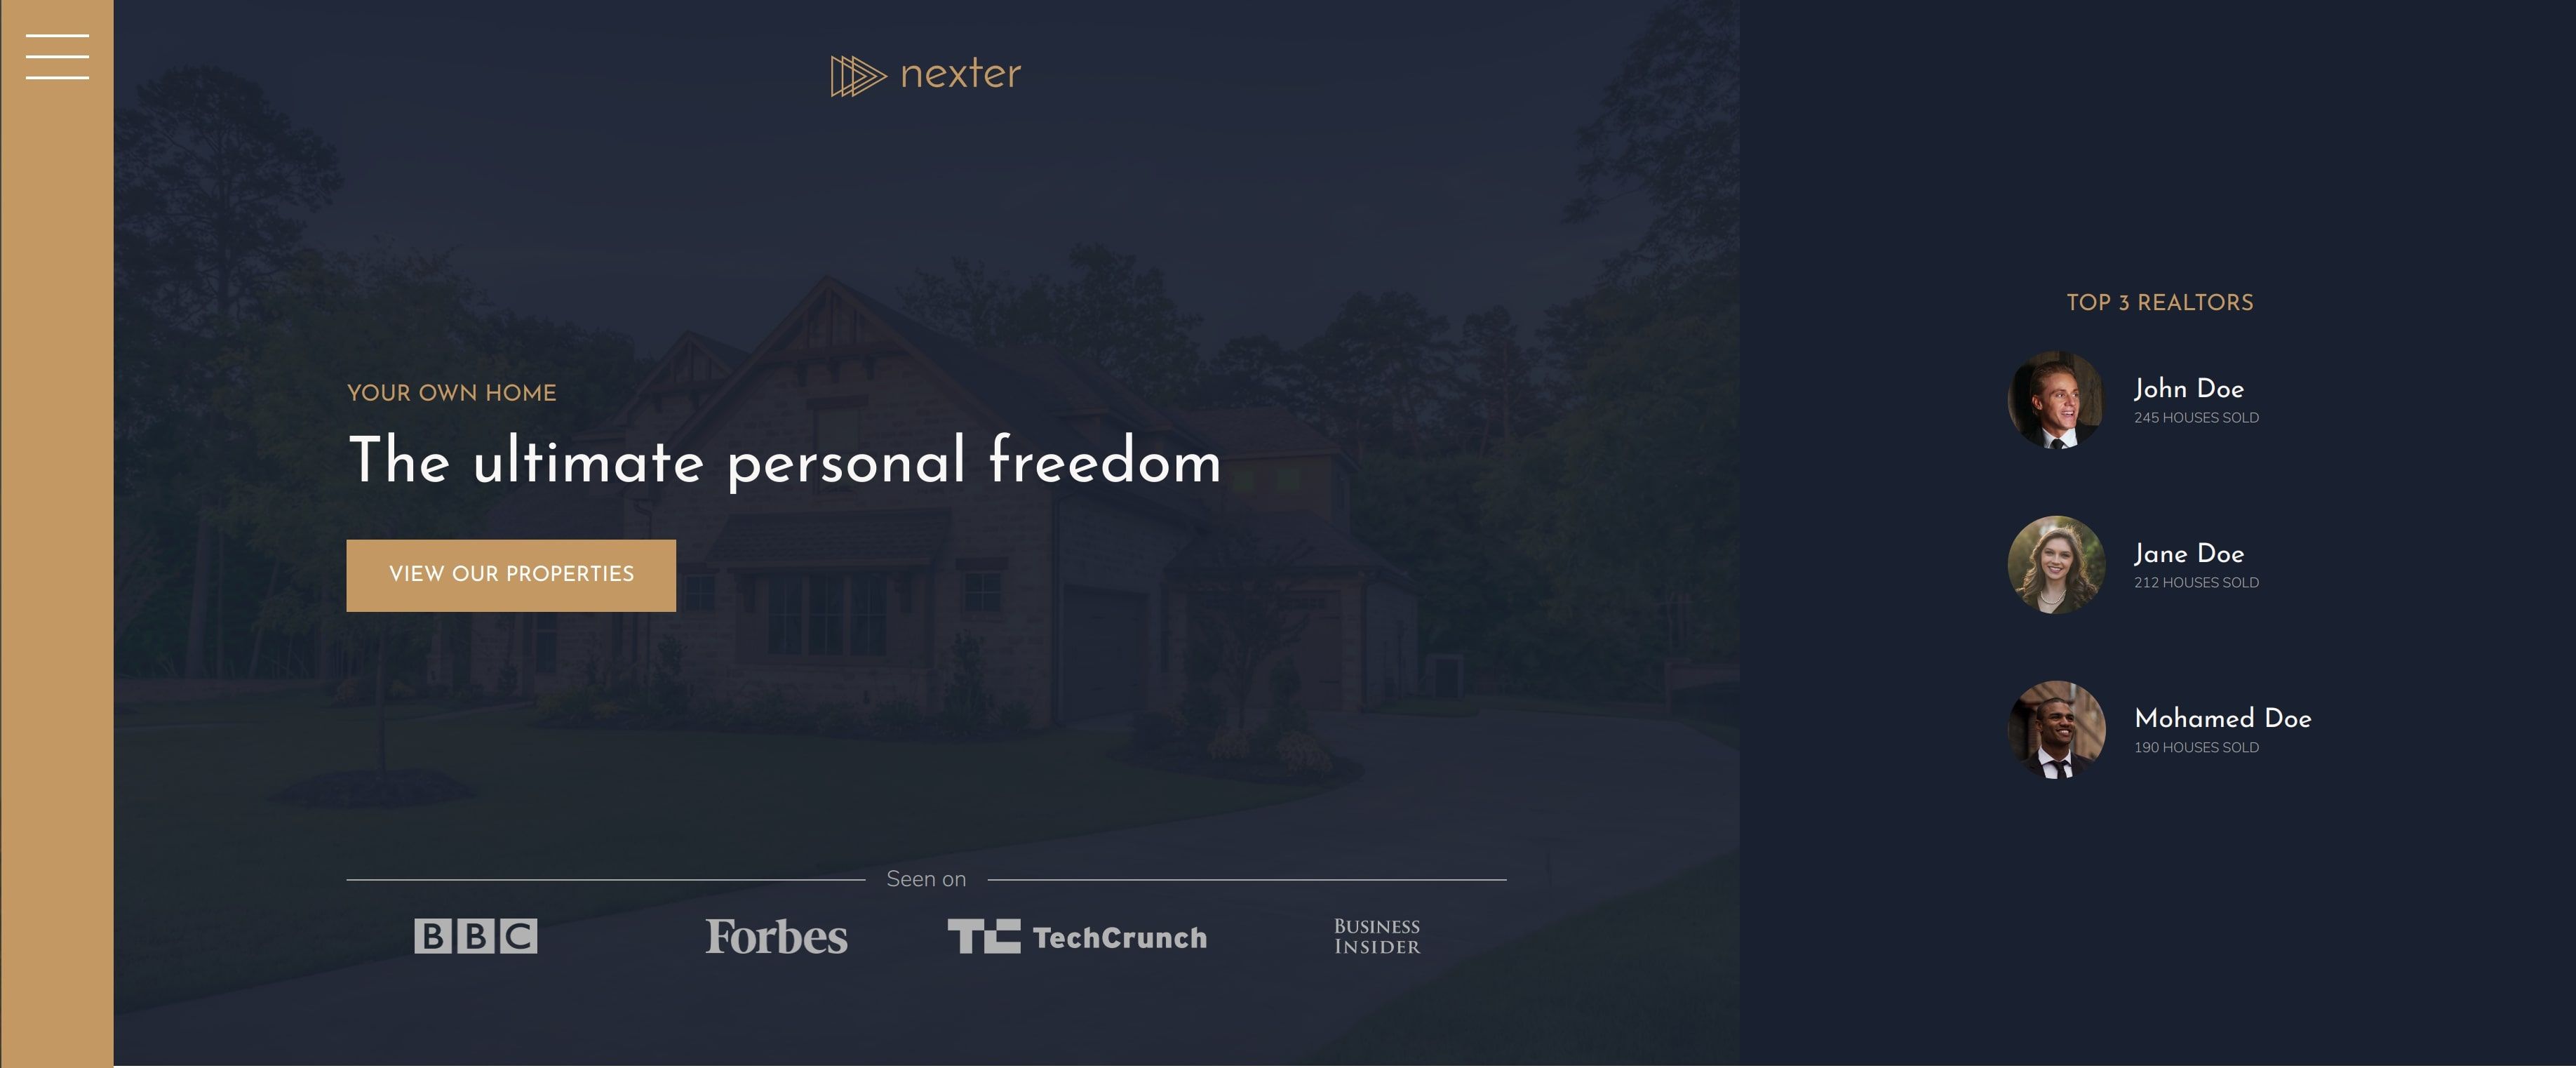 nexter
YOUR OWN HOME
The ultimate personal freedom
VIEW OUR PROPERTIES
Seen on
BBC
Forbes
TC TechCrunch
BUSINESS
INSIDER
TOP 3 REALTORS
John Doe
245 HOUSES SOLD
Jane Doe
212 HOUSES SOLD
Mohamed Doe
190 HOUSES SOLD